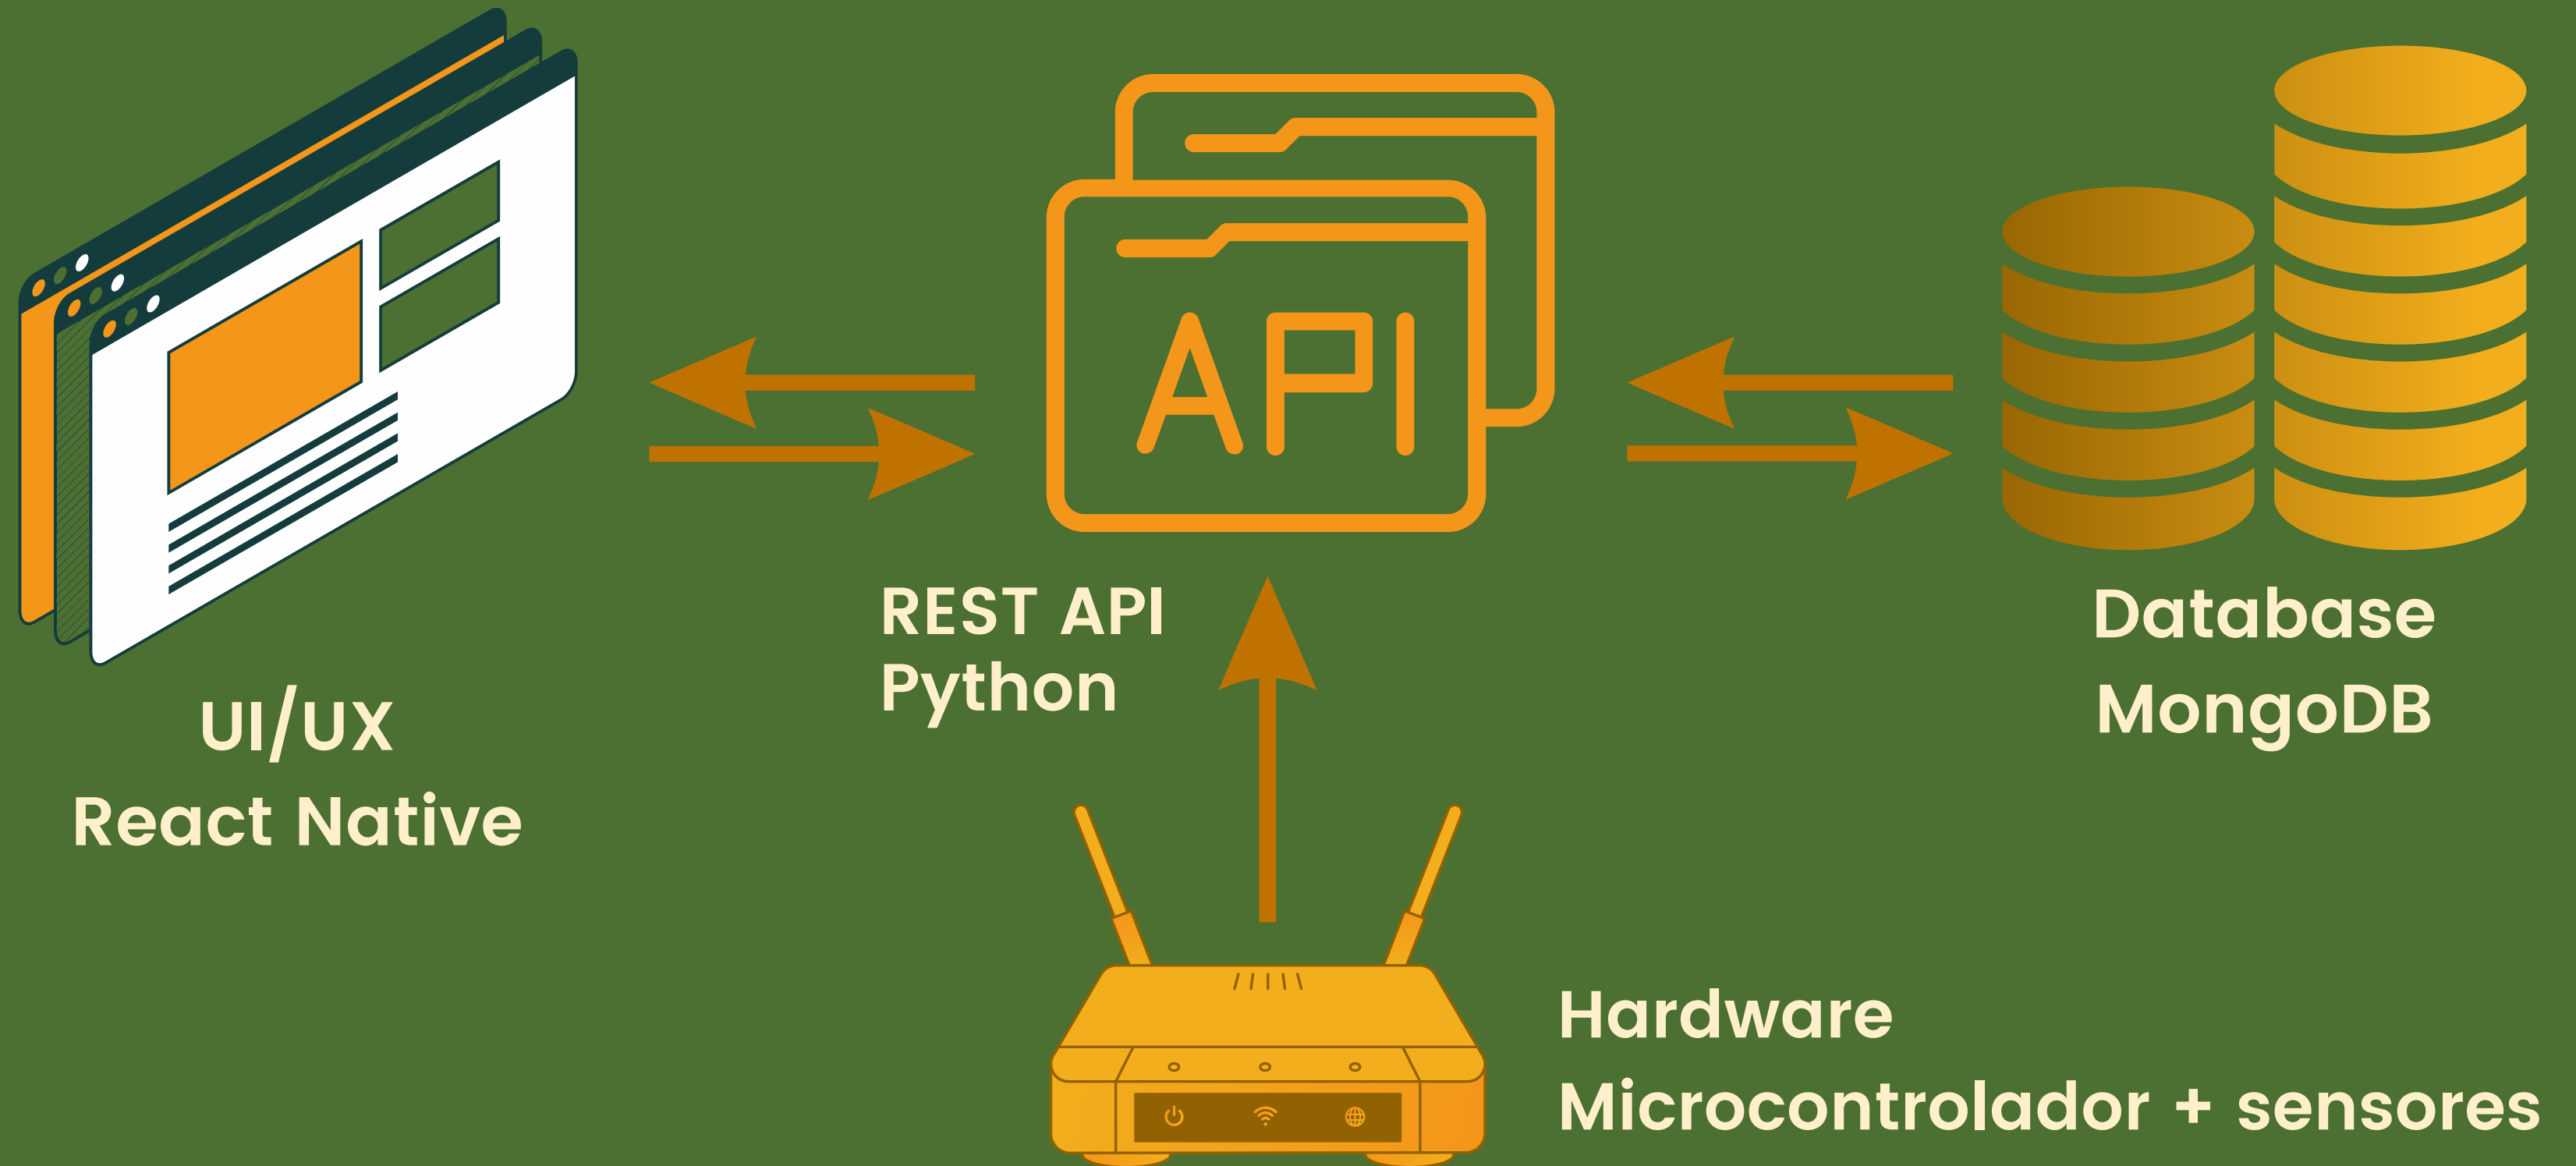 API
REST API
Python
Database
MongoDB
UI/UX
React Native
Hardware
Microcontrolador + sensores